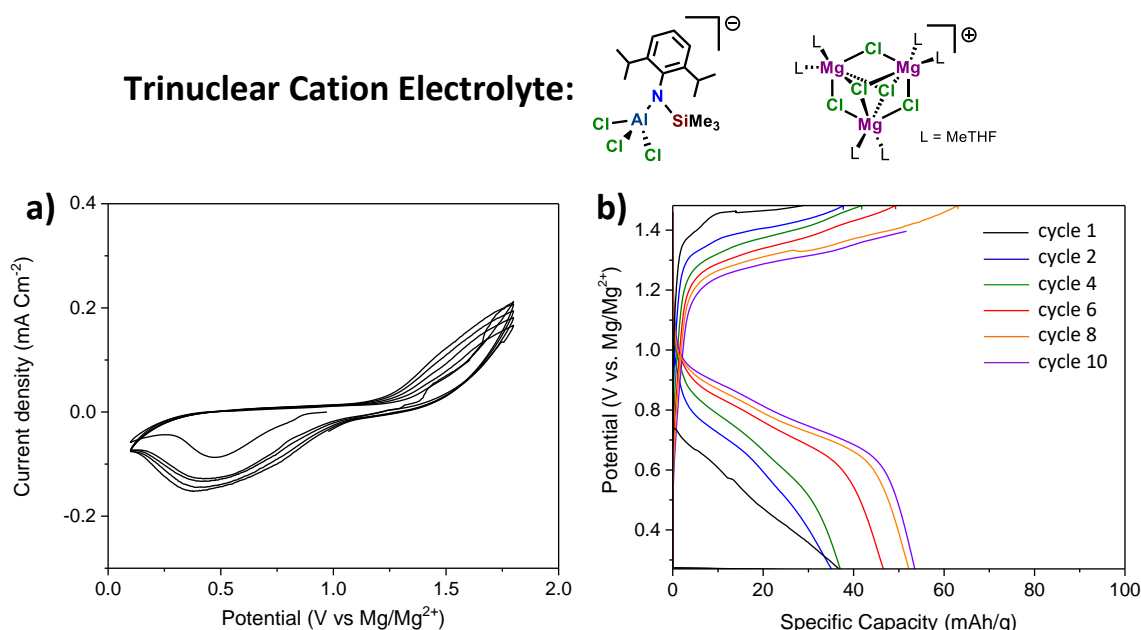 Trinuclear Cation Electrolyte:
⊖
N
Cl
Al
SiMe3
Cl
Cl
⊕
L
Cl
L
L
Mg
Mg
L
Cl
Cl
Cl
Cl
Mg
L
L
L = MeTHF
a)
0.4
0.2
0.0
-0.2
Current density (mA Cm-2)
0.0
0.5
1.0
1.5
2.0
Potential (V vs Mg/Mg2+)
b)
1.4
1.2
1.0
0.8
0.6
0.4
Potential (V vs. Mg/Mg2+)
cycle 1
cycle 2
cycle 4
cycle 6
cycle 8
cycle 10
0
20
40
60
80
100
Specific Capacity (mAh/g)